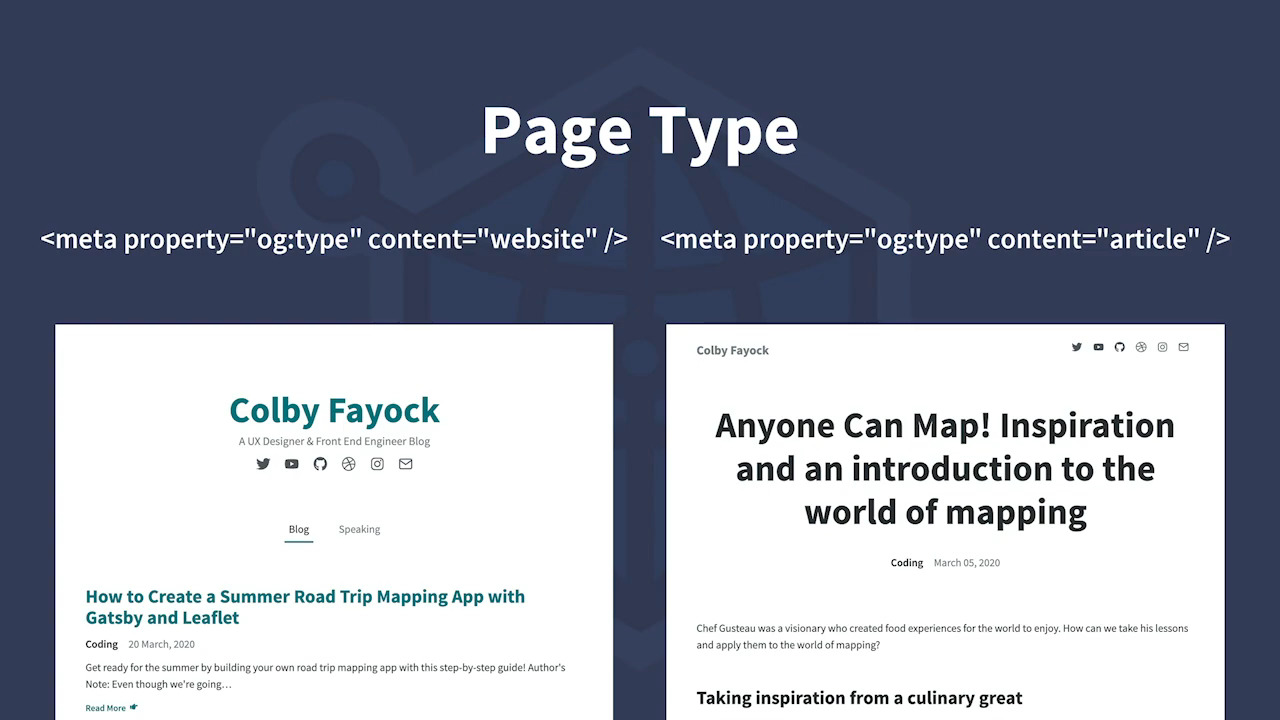 Page Type
<meta property="og:type" content="website" />
<meta property="og:type" content="article" />
Colby Fayock
A UX Designer & Front End Engineer Blog
Blog
Speaking
How to Create a Summer Road Trip Mapping App with
Gatsby and Leaflet
Coding 20 March, 2020
Get ready for the summer by building your own road trip mapping app with this step-by-step guide! Author's
Note: Even though we're going…
Read More
Colby Fayock
Anyone Can Map! Inspiration
and an introduction to the
world of mapping
Coding March 05, 2020
Chef Gusteau was a visionary who created food experiences for the world to enjoy. How can we take his lessons
and apply them to the world of mapping?
Taking inspiration from a culinary great